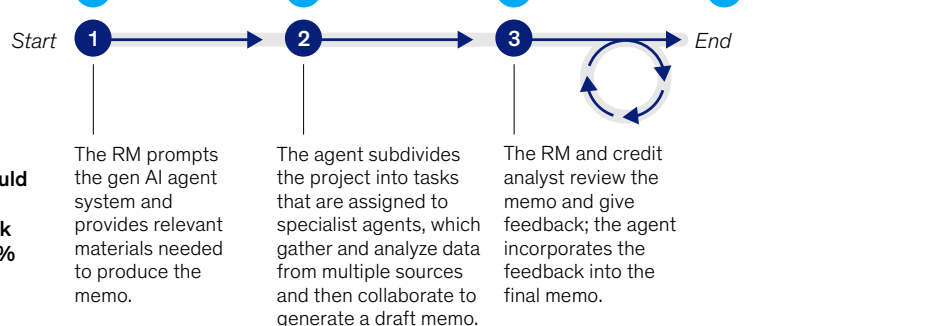 Start 1 2 3 End
uld
k
%
The RM prompts
the gen AI agent
system and
provides relevant
materials needed
to produce the
memo.
The agent subdivides
the project into tasks
that are assigned to
specialist agents, which
gather and analyze data
from multiple sources
and then collaborate to
generate a draft memo.
The RM and credit
analyst review the
memo and give
feedback; the agent
incorporates the
feedback into the
final memo.